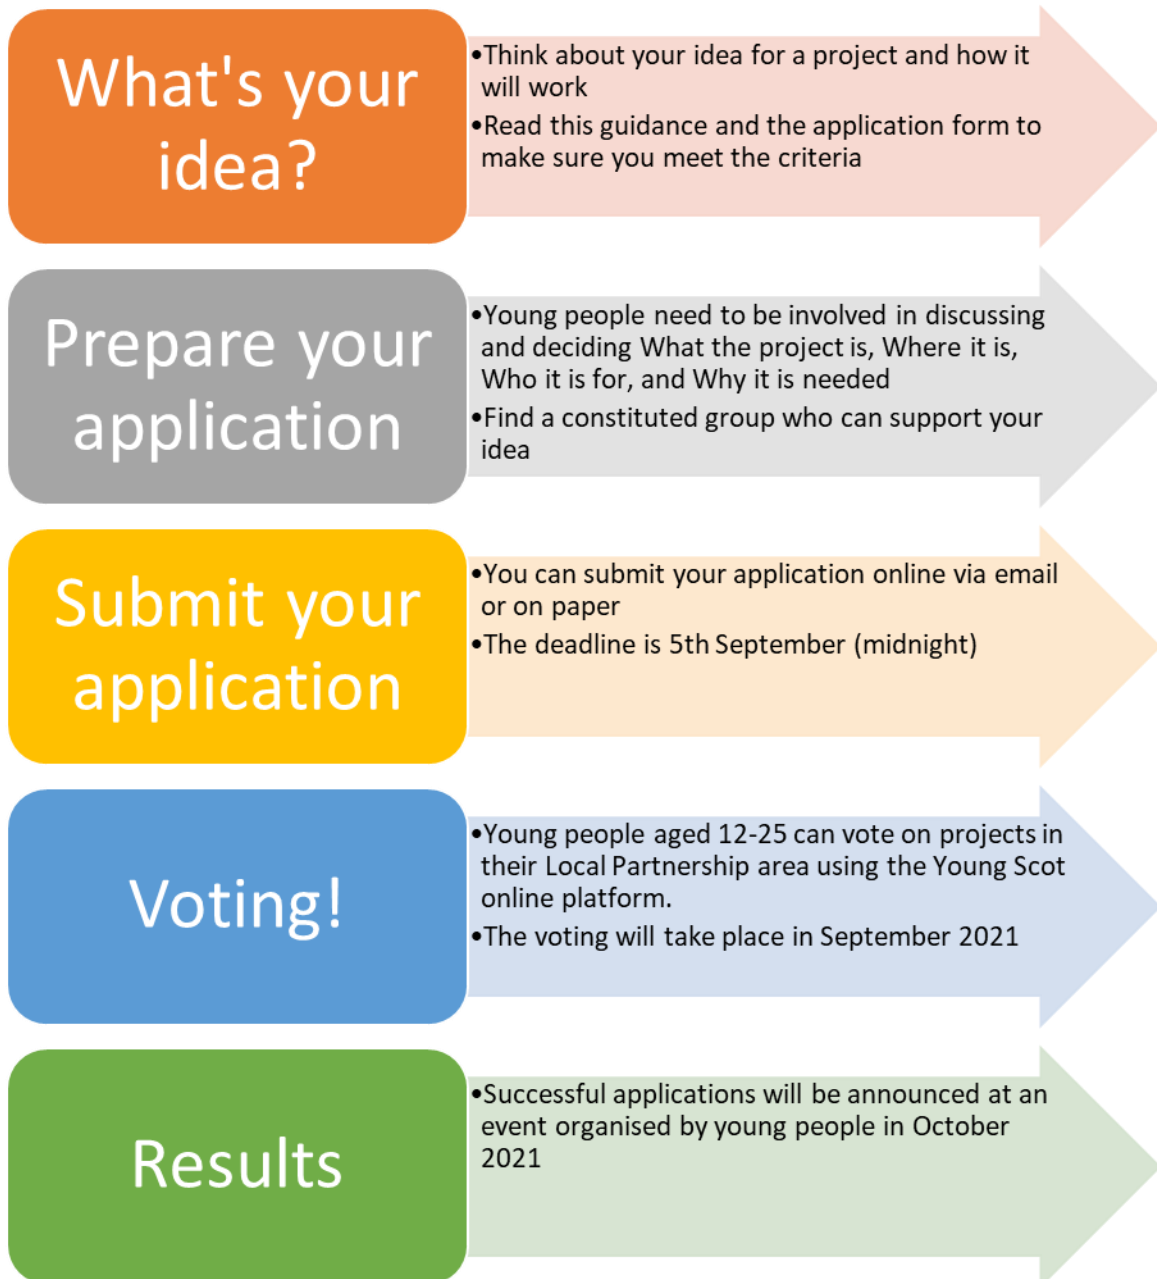 What's your
idea?
•Think about your idea for a project and how it
will work
•Read this guidance and the application form to
make sure you meet the criteria
Prepare your
application
•Young people need to be involved in discussing
and deciding What the project is, Where it is,
Who it is for, and Why it is needed
•Find a constituted group who can support your
idea
Submit your
application
•You can submit your application online via email
or on paper
•The deadline is 5th September (midnight)
Voting!
•Young people aged 12-25 can vote on projects in
their Local Partnership area using the Young Scot
online platform.
•The voting will take place in September 2021
Results
•Successful applications will be announced at an
event organised by young people in October
2021